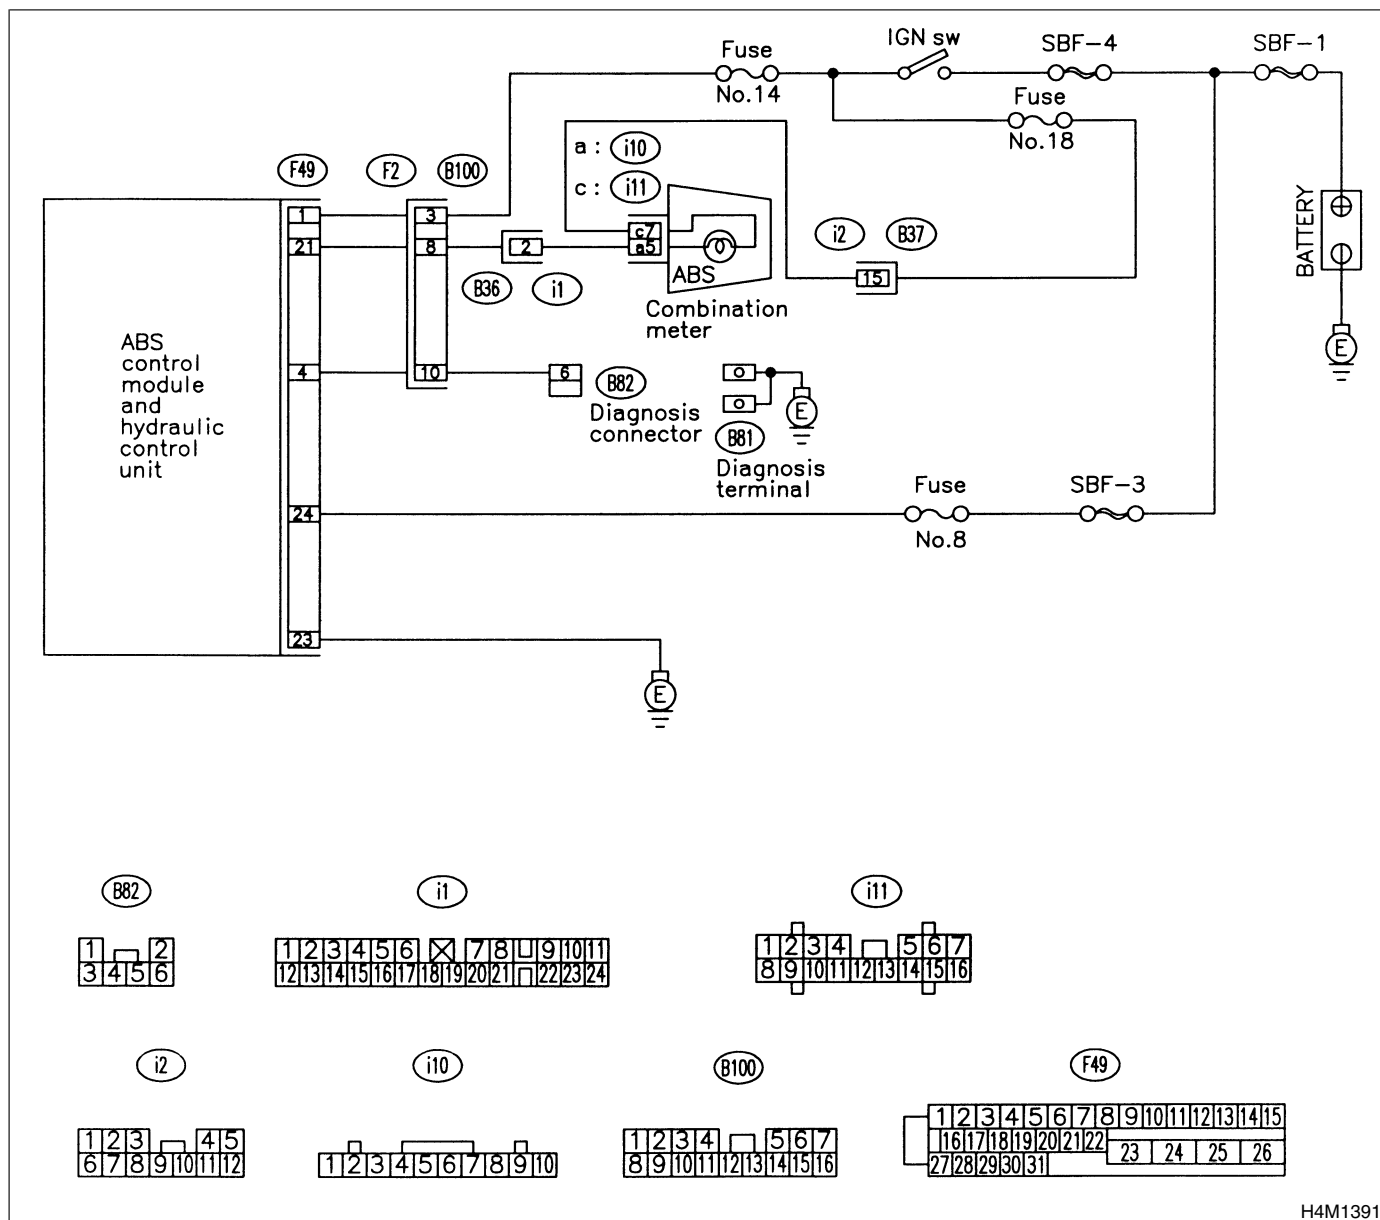 IGN sw
SBF-4
SBF-1
Fuse
No.14
Fuse
No.18
a : i10
c : i11
F49
F2
B100
1
3
21
8
2
c7
a5
ABS
B36
i1
Combination
meter
i2
B37
15
BATTERY
E
ABS
control
module
and
hydraulic
control
unit
4
10
6
B82
Diagnosis
connector
E
B81
Diagnosis
terminal
24
Fuse
No.8
SBF-3
23
E
B82
1 2
3 4 5 6
i1
1 2 3 4 5 6 7 8 9 10 11
12 13 14 15 16 17 18 19 20 21 22 23 24
i11
1 2 3 4 5 6 7
8 9 10 11 12 13 14 15 16
i2
1 2 3 4 5
6 7 8 9 10 11 12
i10
1 2 3 4 5 6 7 8 9 10
B100
1 2 3 4 5 6 7
8 9 10 11 12 13 14 15 16
F49
1 2 3 4 5 6 7 8 9 10 11 12 13 14 15
16 17 18 19 20 21 22 23 24 25 26
27 28 29 30 31
H4M1391